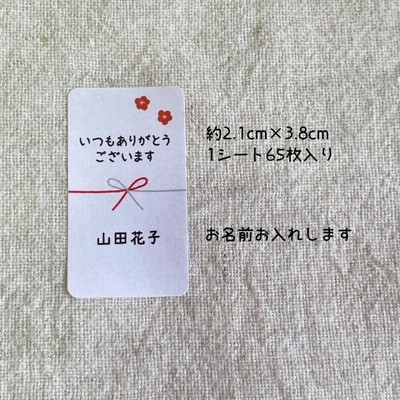 いつもありがとう
ございます
山田花子
約2.1cm×3.8cm
1シート65枚入り
お名前お入れします